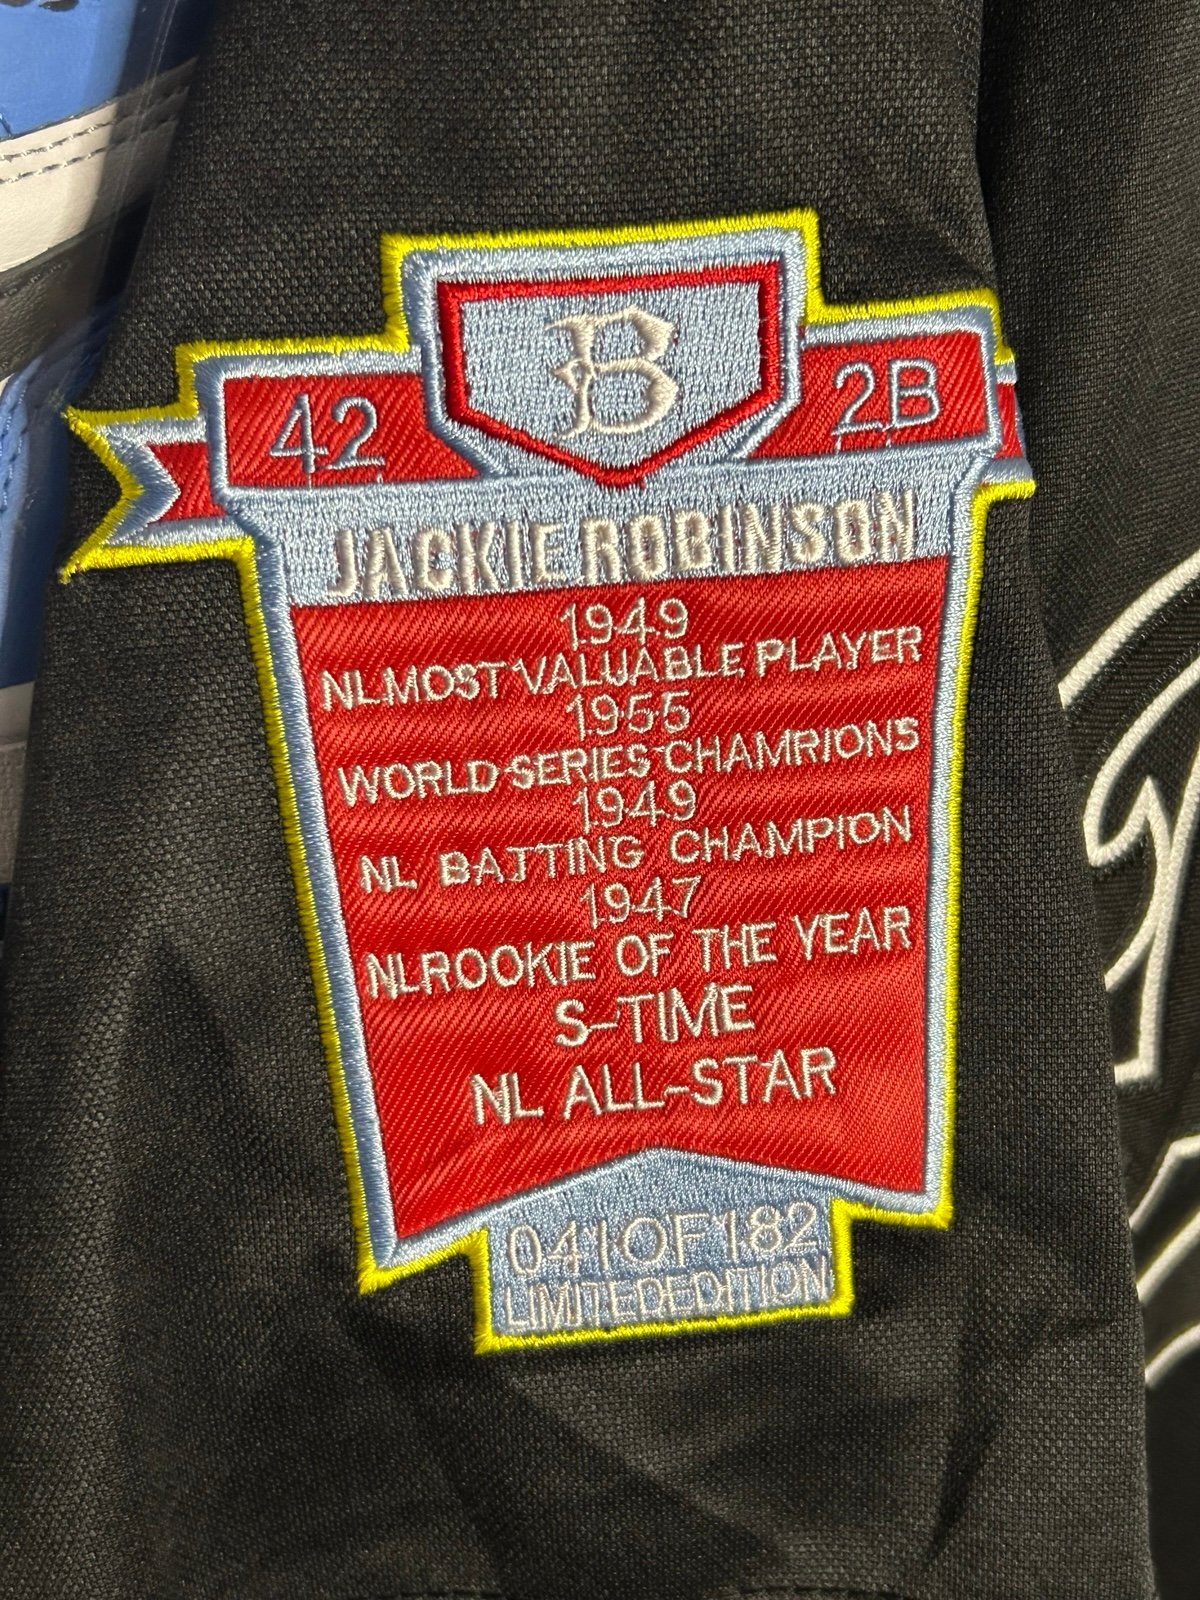 B
42
2B
JACKIE ROBINSON
1949
NL MOST VALUABLE PLAYER
1955
WORLD SERIES CHAMRIONS
1949
NL BATTING CHAMPION
1947
NL ROOKIE OF THE YEAR
S-TIME
NL ALL-STAR
041 OF 182
LIMITED EDITION